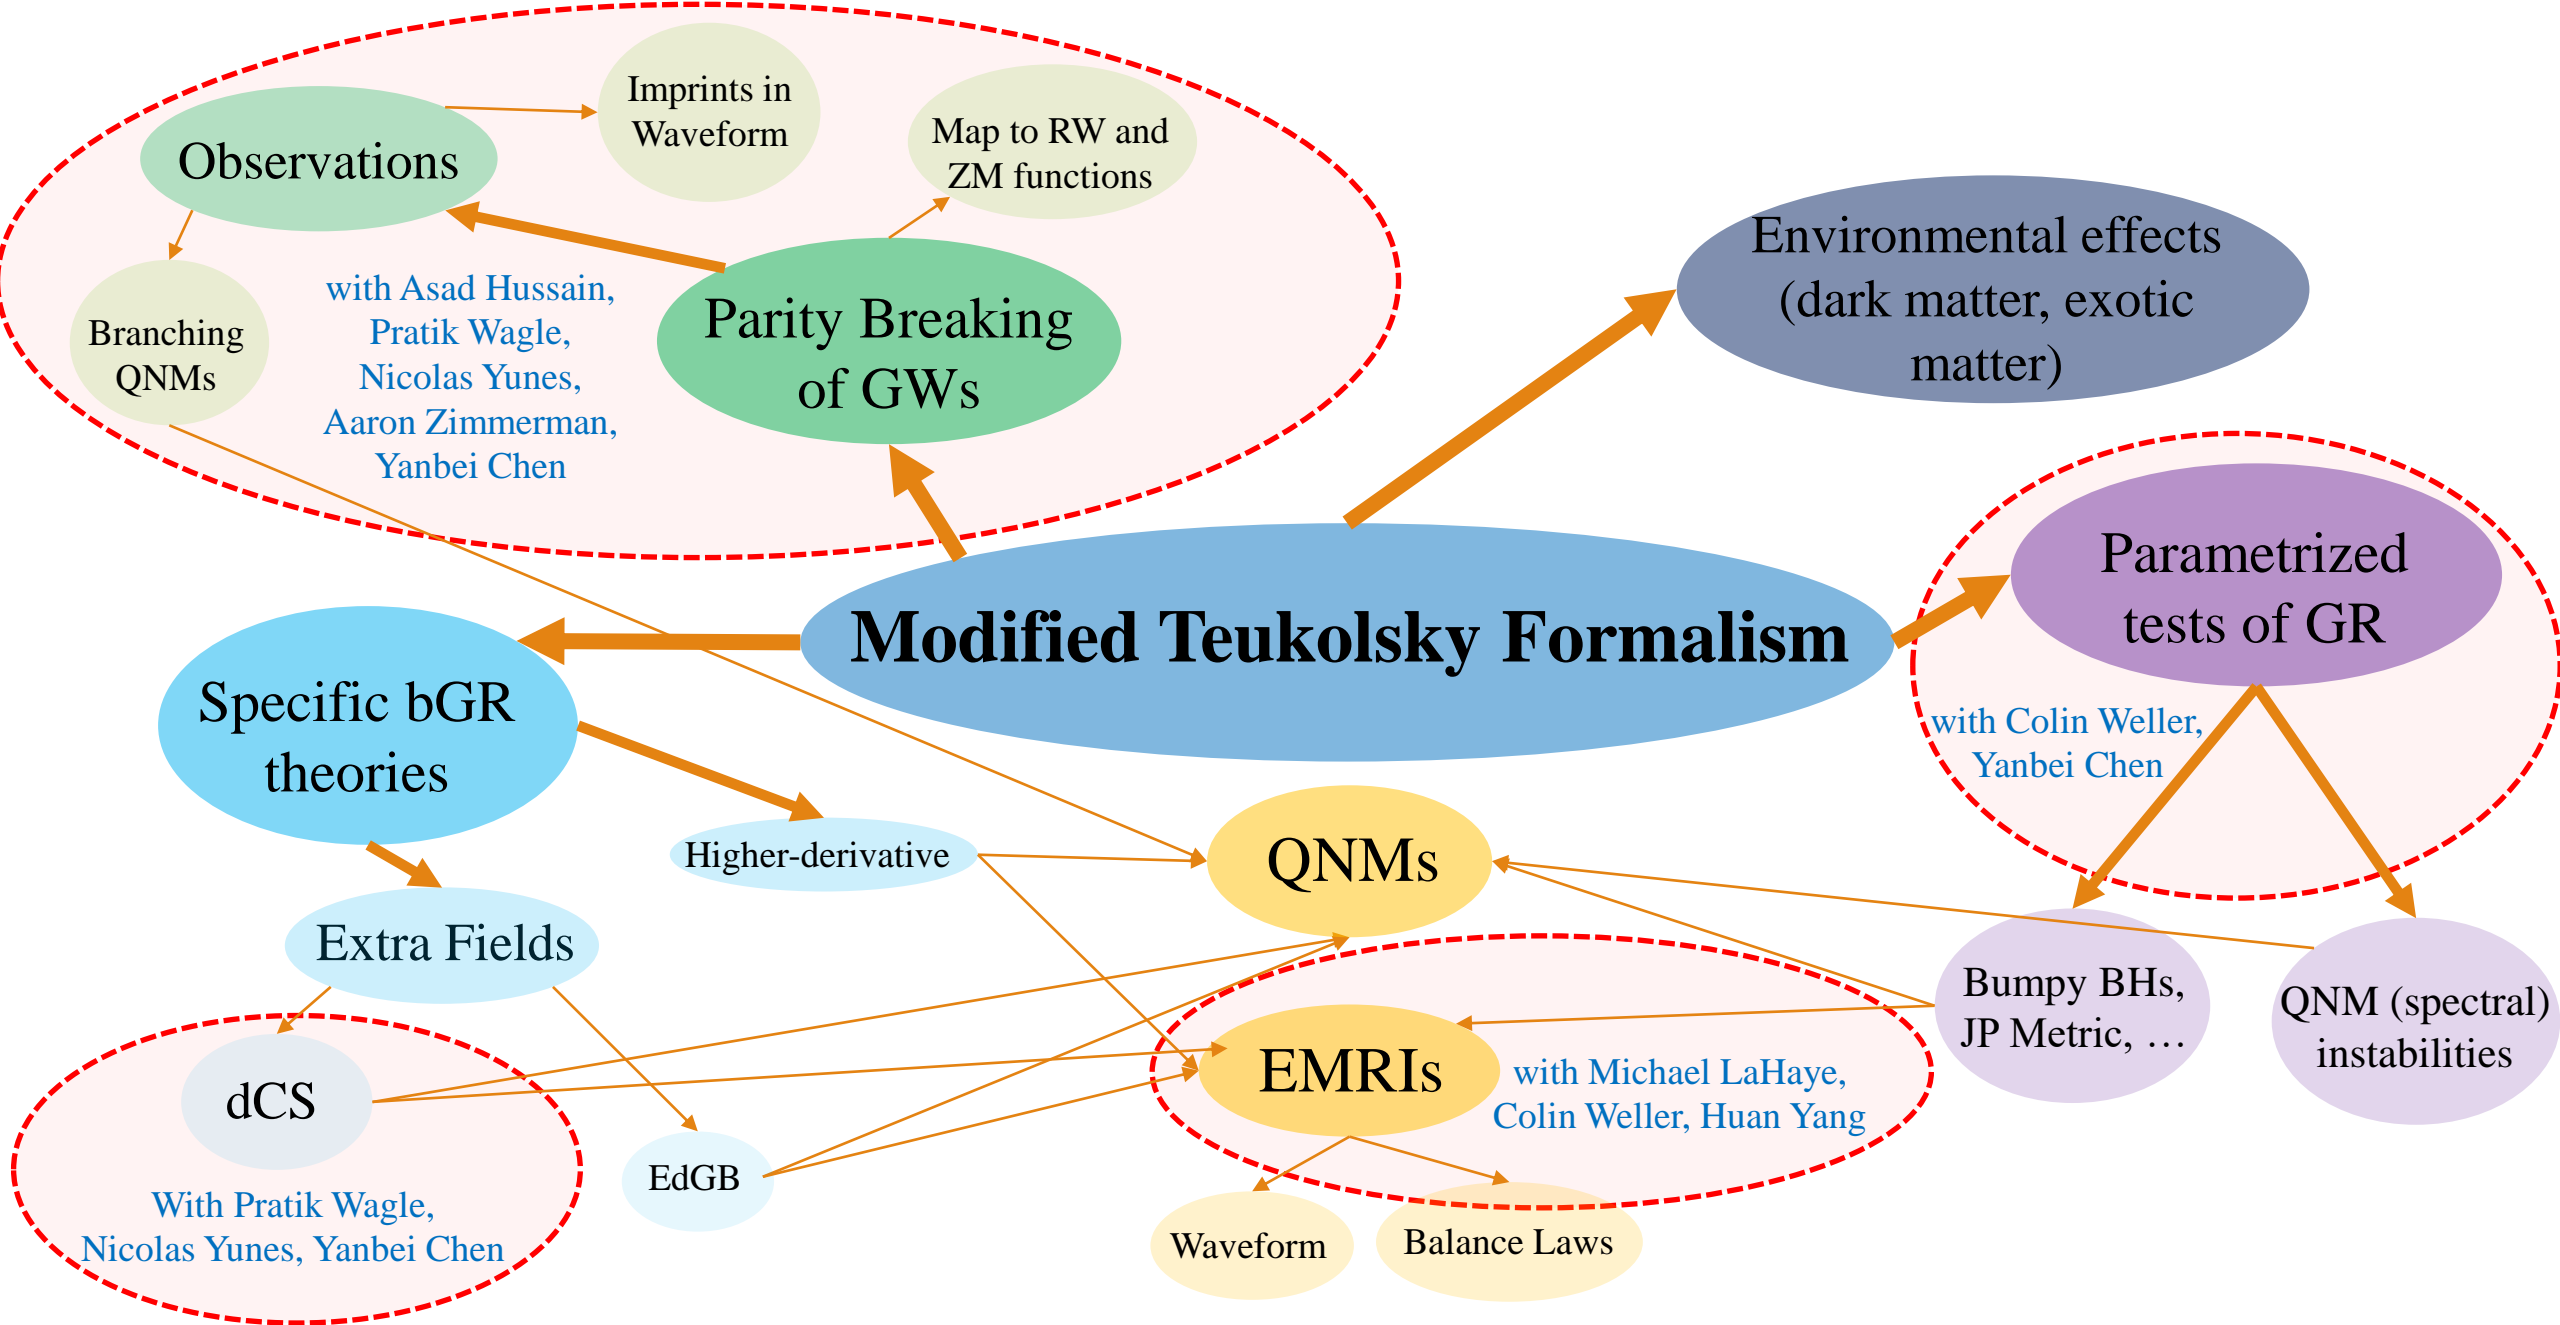 Imprints in
Waveform
Map to RW and
ZM functions
Observations
Branching
QNMs
with Asad Hussain,
Pratik Wagle,
Nicolas Yunes,
Aaron Zimmerman,
Yanbei Chen
Parity Breaking
of GWs
Environmental effects
(dark matter, exotic
matter)
Parametrized
tests of GR
with Colin Weller,
Yanbei Chen
Modified Teukolsky Formalism
Specific bGR
theories
Higher-derivative
QNMs
Extra Fields
Bumpy BHs,
JP Metric, …
QNM (spectral)
instabilities
EMRIs
with Michael LaHaye,
Colin Weller, Huan Yang
dCS
With Pratik Wagle,
Nicolas Yunes, Yanbei Chen
EdGB
Waveform
Balance Laws